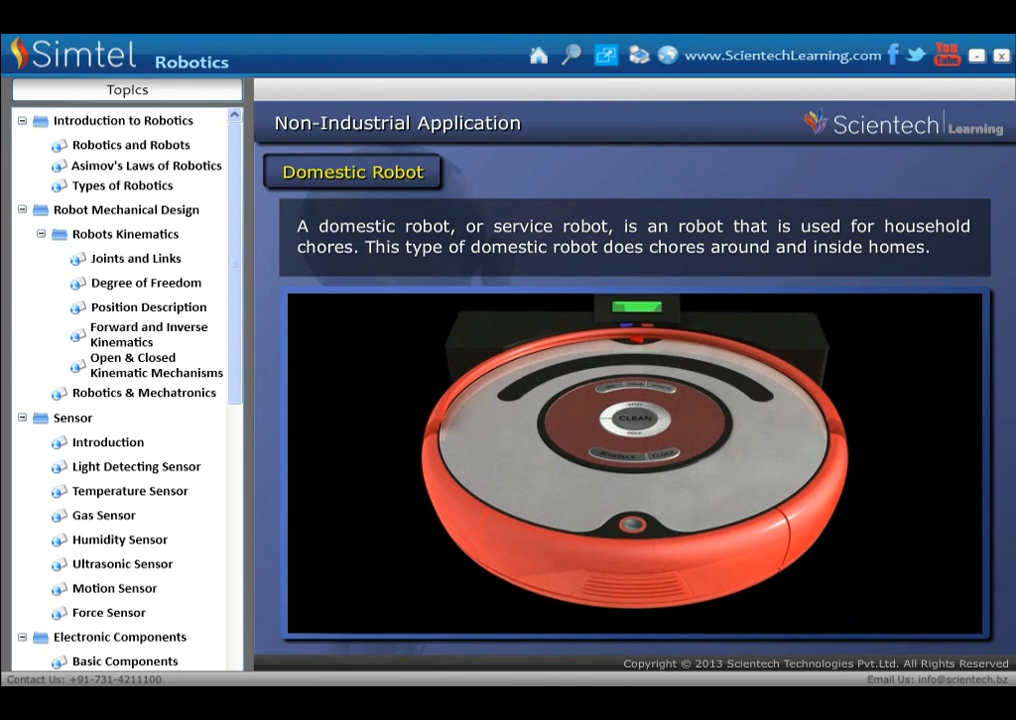 Simtel Robotics
www.ScientechLearning.com
You Tube
Topics
Introduction to Robotics
Robotics and Robots
Asimov's Laws of Robotics
Types of Robotics
Robot Mechanical Design
Robots Kinematics
Joints and Links
Degree of Freedom
Position Description
Forward and Inverse
Kinematics
Open & Closed
Kinematic Mechanisms
Robotics & Mechatronics
Sensor
Introduction
Light Detecting Sensor
Temperature Sensor
Gas Sensor
Humidity Sensor
Ultrasonic Sensor
Motion Sensor
Force Sensor
Electronic Components
Basic Components
Non-Industrial Application
Scientech Learning
Domestic Robot
A domestic robot, or service robot, is an robot that is used for household
chores. This type of domestic robot does chores around and inside homes.
SPOT
CLEAN
SCHEDULE CLOCK
Copyright © 2013 Scientech Technologies Pvt.Ltd. All Rights Reserved
Contact Us: +91-731-4211100
Email Us: info@scientech.bz